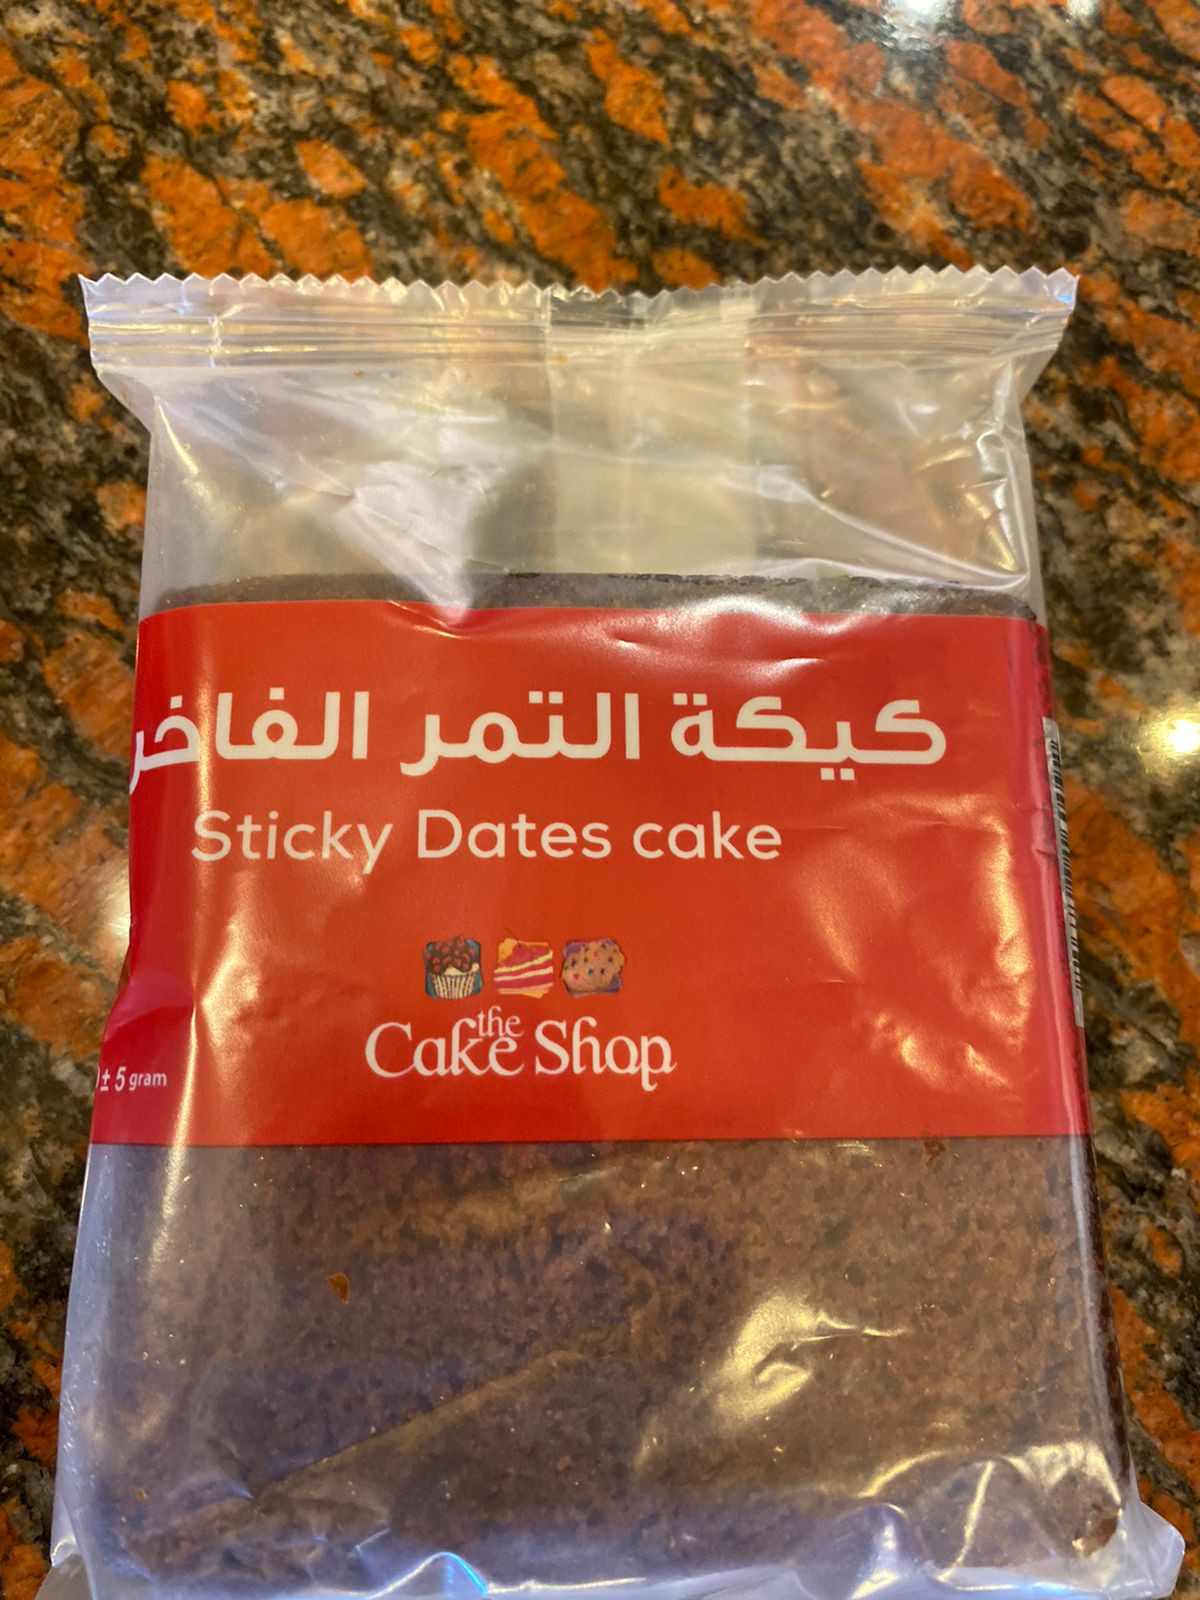 كيكة التمر الفاخر
Sticky Dates cake
the
Cake Shop
± 5 gram